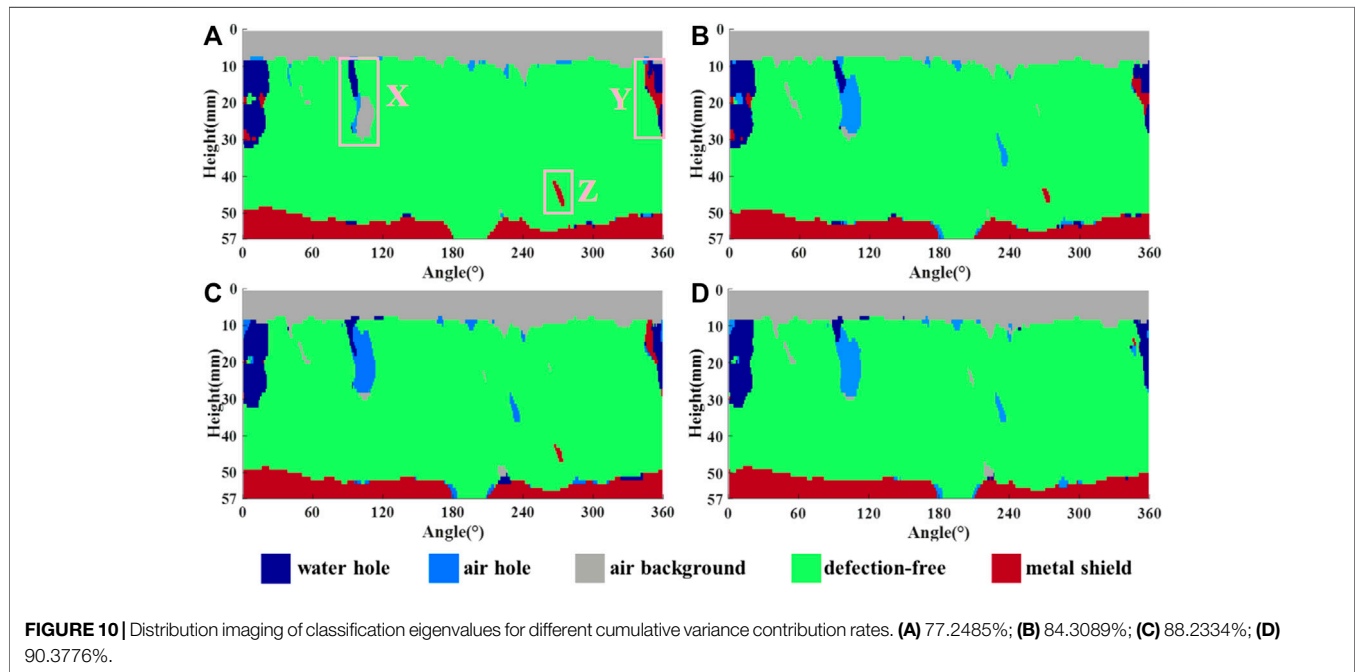 A
B
0
10
20
30
40
50
57
Height(mm)
X
Y
Z
0
60
120
180
240
300
360
Angle(°)
0
10
20
30
40
50
57
Height(mm)
0
60
120
180
240
300
360
Angle(°)
C
D
0
10
20
30
40
50
57
Height(mm)
0
60
120
180
240
300
360
Angle(°)
0
10
20
30
40
50
57
Height(mm)
0
60
120
180
240
300
360
Angle(°)
water hole
air hole
air background
defection-free
metal shield
FIGURE 10 | Distribution imaging of classification eigenvalues for different cumulative variance contribution rates. (A) 77.2485%; (B) 84.3089%; (C) 88.2334%; (D)
90.3776%.